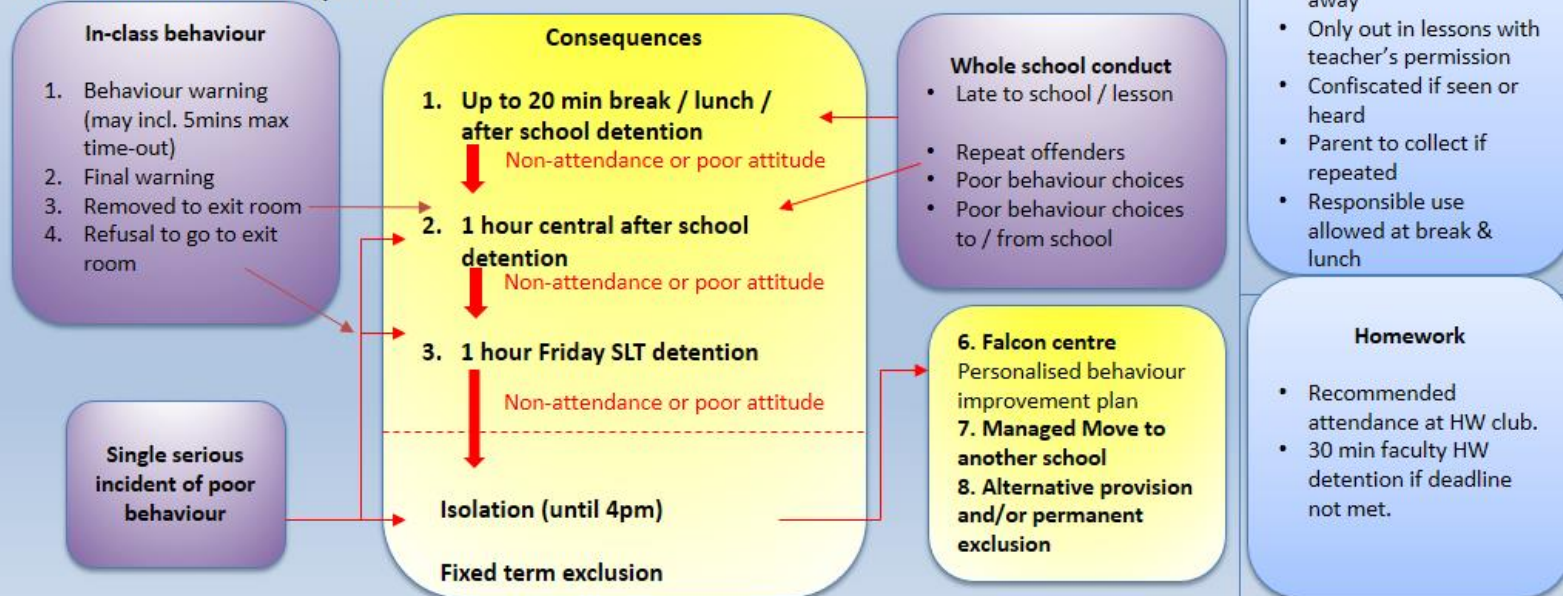 In-class behaviour
1. Behaviour warning
(may incl. 5mins max
time-out)
2. Final warning
3. Removed to exit room
4. Refusal to go to exit
room
Single serious
incident of poor
behaviour
Consequences
1. Up to 20 min break / lunch /
after school detention
Non-attendance or poor attitude
2. 1 hour central after school
detention
Non-attendance or poor attitude
3. 1 hour Friday SLT detention
Non-attendance or poor attitude
Isolation (until 4pm)
Fixed term exclusion
Whole school conduct
• Late to school / lesson
• Repeat offenders
• Poor behaviour choices
• Poor behaviour choices
to / from school
6. Falcon centre
Personalised behaviour
improvement plan
7. Managed Move to
another school
8. Alternative provision
and/or permanent
exclusion
away
• Only out in lessons with
teacher's permission
• Confiscated if seen or
heard
• Parent to collect if
repeated
• Responsible use
allowed at break &
lunch
Homework
• Recommended
attendance at HW club.
• 30 min faculty HW
detention if deadline
not met.